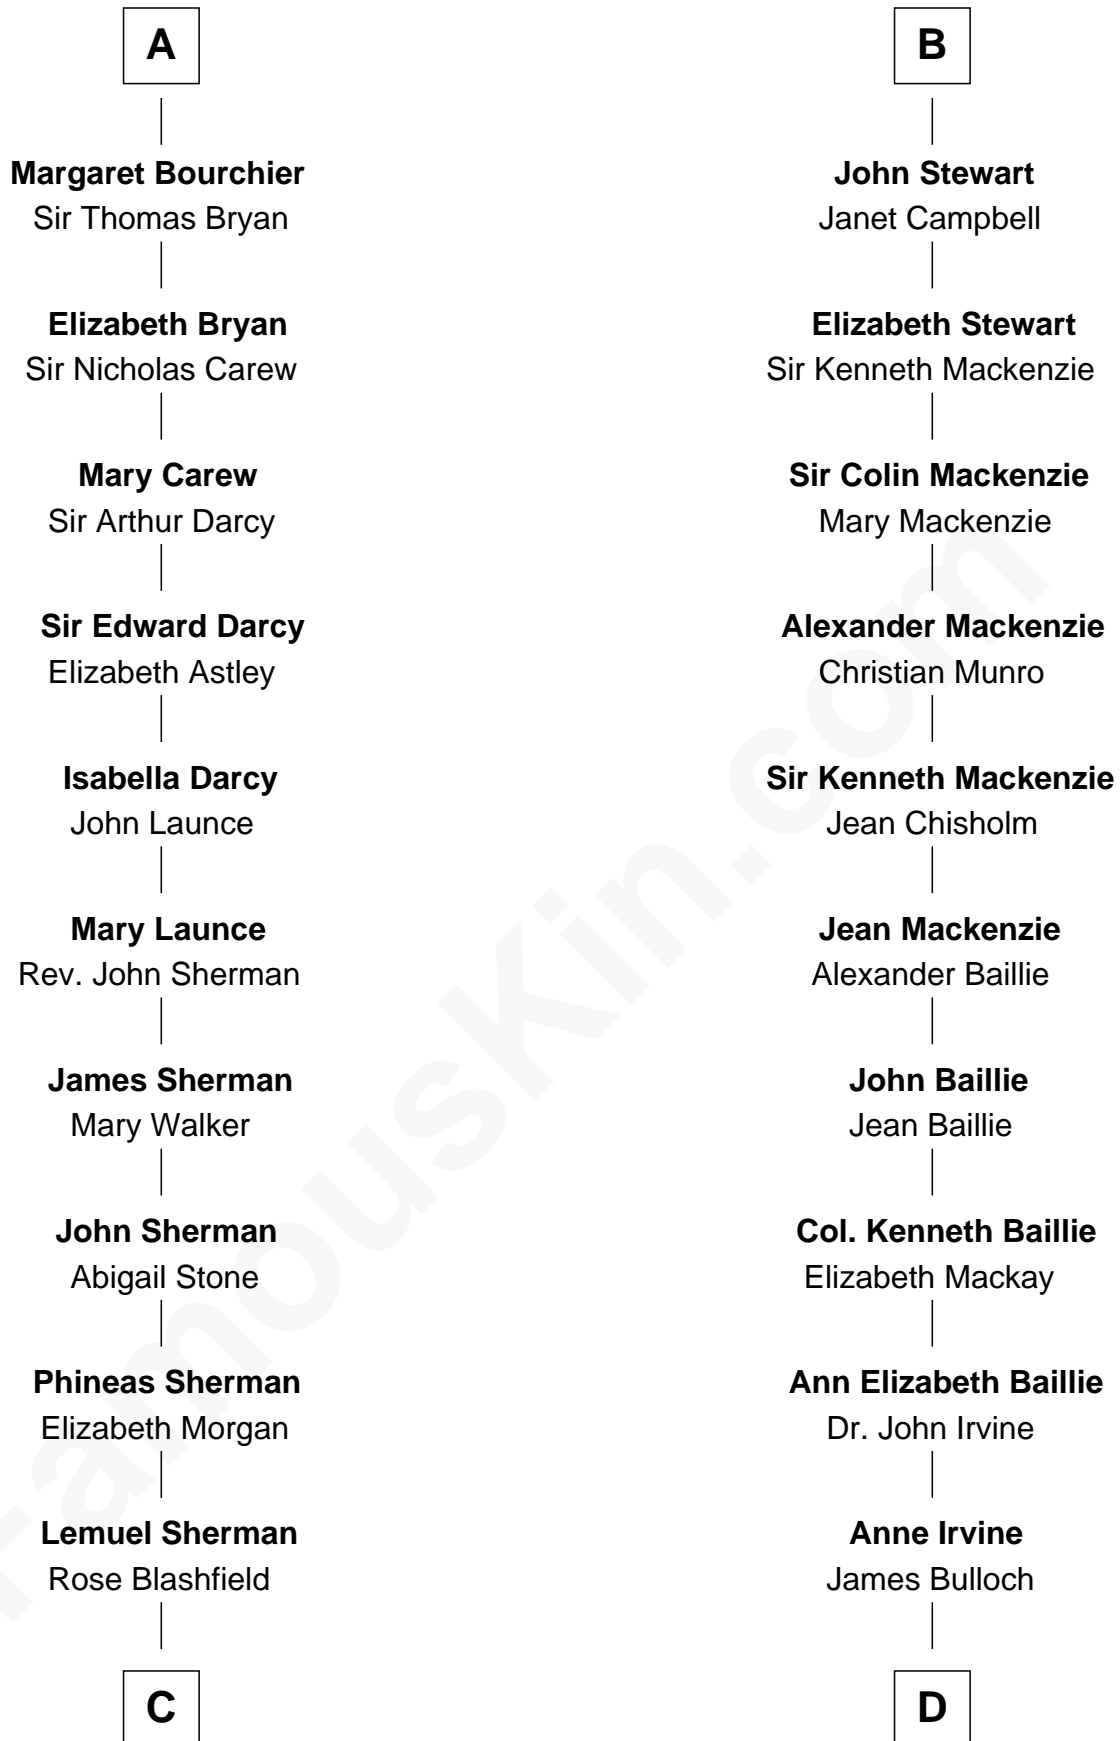 A
Margaret Bourchier
Sir Thomas Bryan
Elizabeth Bryan
Sir Nicholas Carew
Mary Carew
Sir Arthur Darcy
Sir Edward Darcy
Elizabeth Astley
Isabella Darcy
John Launce
Mary Launce
Rev. John Sherman
James Sherman
Mary Walker
John Sherman
Abigail Stone
Phineas Sherman
Elizabeth Morgan
Lemuel Sherman
Rose Blashfield
C
B
John Stewart
Janet Campbell
Elizabeth Stewart
Sir Kenneth Mackenzie
Sir Colin Mackenzie
Mary Mackenzie
Alexander Mackenzie
Christian Munro
Sir Kenneth Mackenzie
Jean Chisholm
Jean Mackenzie
Alexander Baillie
John Baillie
Jean Baillie
Col. Kenneth Baillie
Elizabeth Mackay
Ann Elizabeth Baillie
Dr. John Irvine
Anne Irvine
James Bulloch
D
FamousKin.com